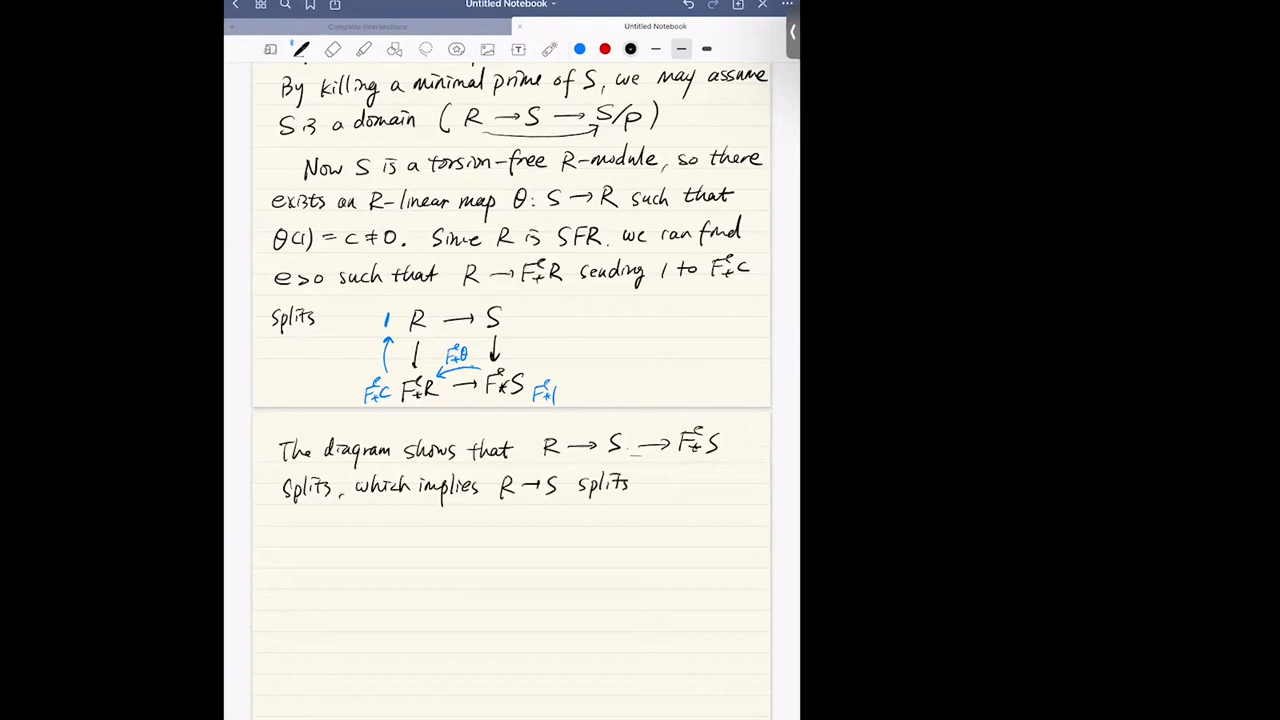 Untitled Notebook
Complete Intersections
Untitled Notebook
By killing a minimal prime of S, we may assume
S is a domain ( R → S → S/p )
Now S is a torsion-free R-module, so there
exists an R-linear map θ: S → R such that
θ(1) = c ≠ 0. Since R is SFR, we can find
e>0 such that R → F^e_*R sending 1 to F^e_*c
splits
1 R → S
F^e_*θ
F^e_*c F^e_*R → F^e_*S F^e_*1
The diagram shows that R → S → F^e_*S
splits, which implies R → S splits